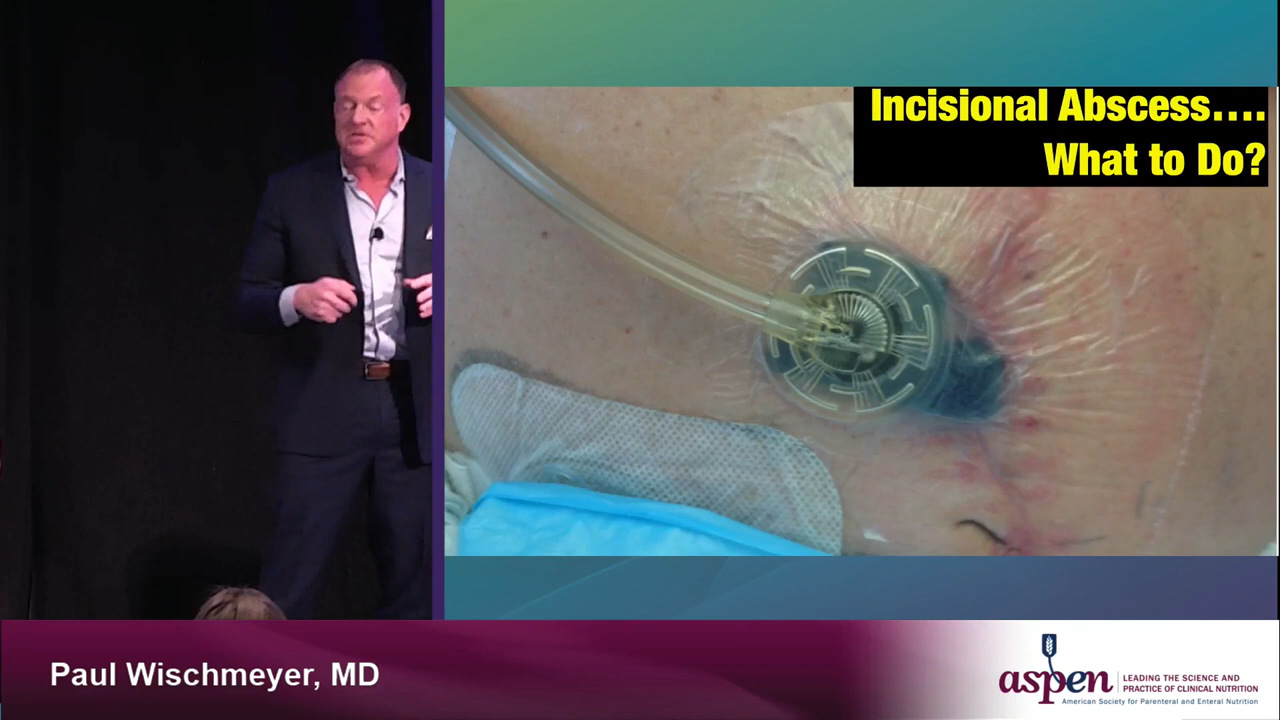 Incisional Abscess....
What to Do?
Paul Wischmeyer, MD
aspen
LEADING THE SCIENCE AND
PRACTICE OF CLINICAL NUTRITION
American Society for Parenteral and Enteral Nutrition